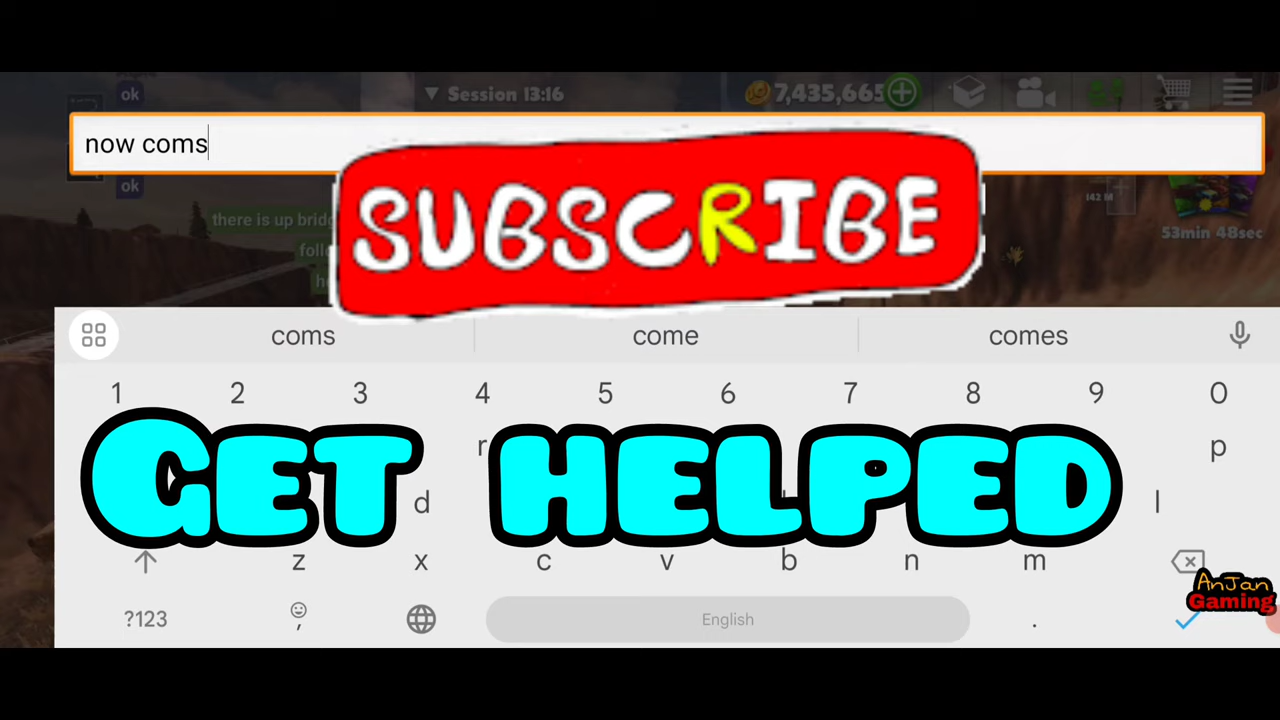 ok
▼ Session 13:16
7,435,665
now coms
ok
SUBSCRIBE
142 M
there is up
53min 48sec
coms come comes
1 2 3 4 5 6 7 8 9 0
r p
GET HELPED
d l
z x c v b n m
AnJan
Gaming
?123 , English .